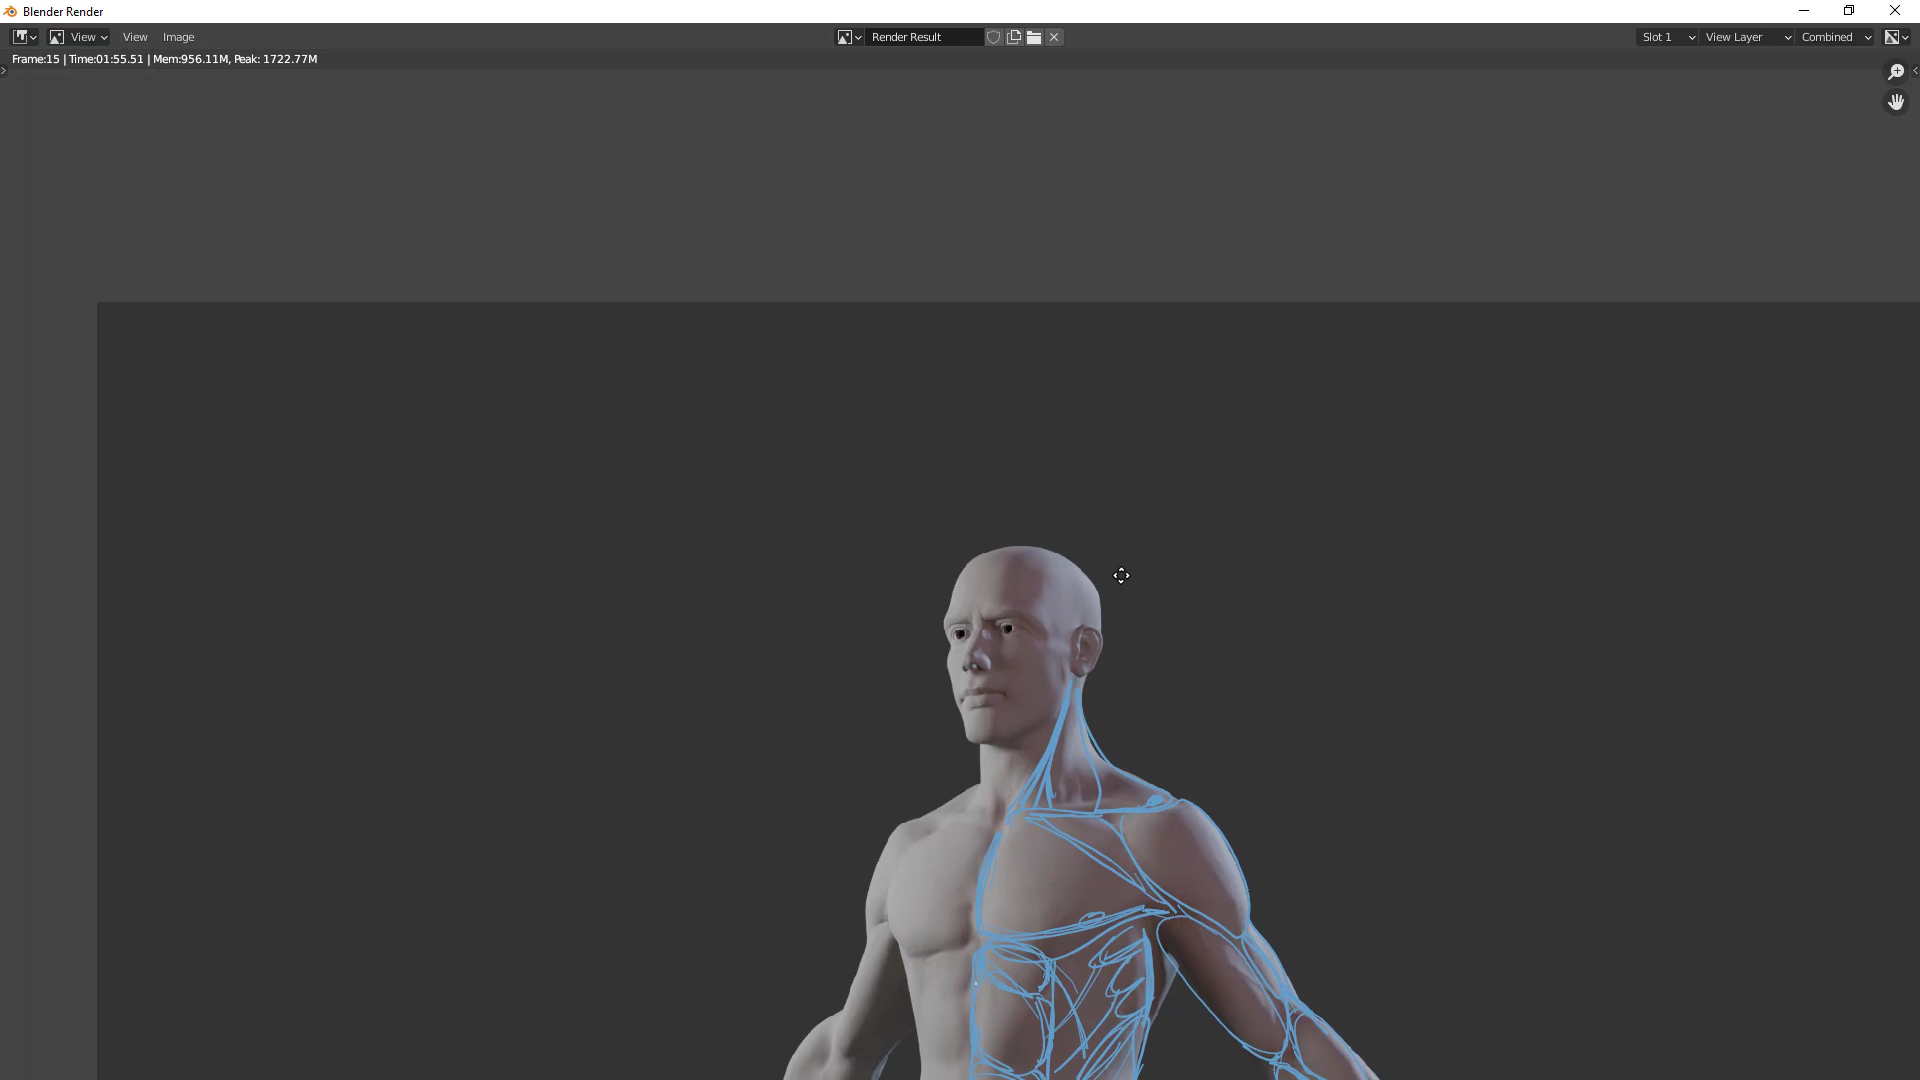 Blender Render
View View Image Render Result Slot 1 View Layer Combined
Frame:15 | Time:01:55.51 | Mem:956.11M, Peak: 1722.77M